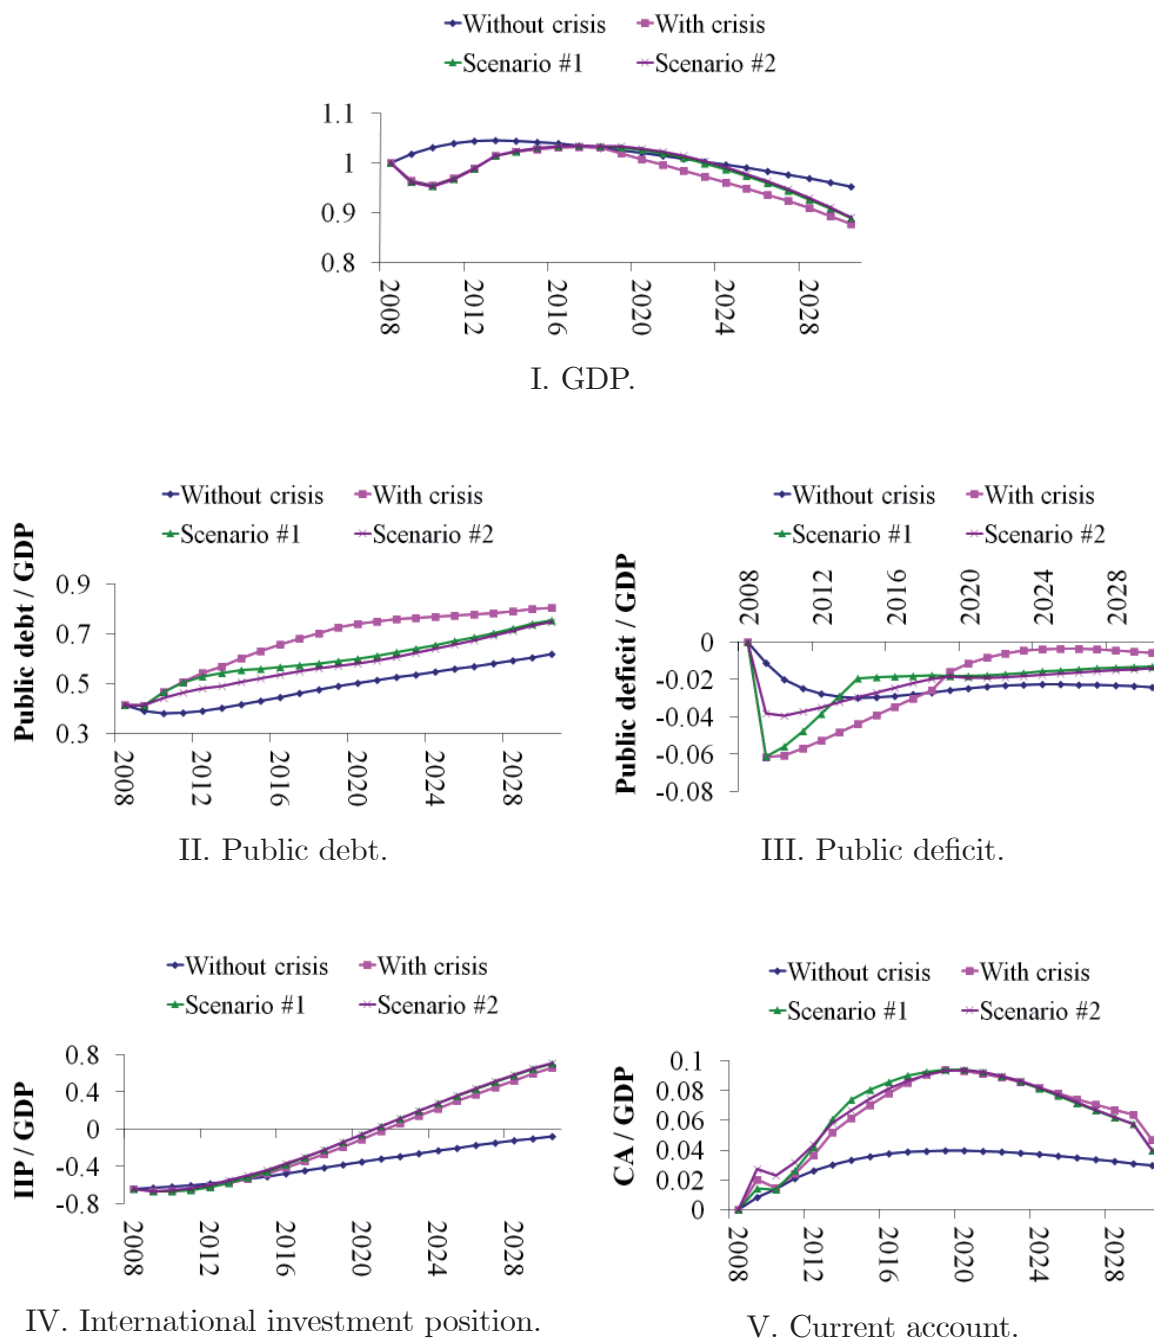 Without crisis With crisis
Scenario #1 Scenario #2
1.1
1
0.9
0.8
2008 2012 2016 2020 2024 2028
I. GDP.
Without crisis With crisis
Scenario #1 Scenario #2
Public debt / GDP
0.9
0.7
0.5
0.3
2008 2012 2016 2020 2024 2028
II. Public debt.
Without crisis With crisis
Scenario #1 Scenario #2
Public deficit / GDP
2008 2012 2016 2020 2024 2028
0
-0.02
-0.04
-0.06
-0.08
III. Public deficit.
Without crisis With crisis
Scenario #1 Scenario #2
IIP / GDP
0.8
0.4
0
-0.4
-0.8
2008 2012 2016 2020 2024 2028
IV. International investment position.
Without crisis With crisis
Scenario #1 Scenario #2
CA / GDP
0.1
0.08
0.06
0.04
0.02
0
2008 2012 2016 2020 2024 2028
V. Current account.